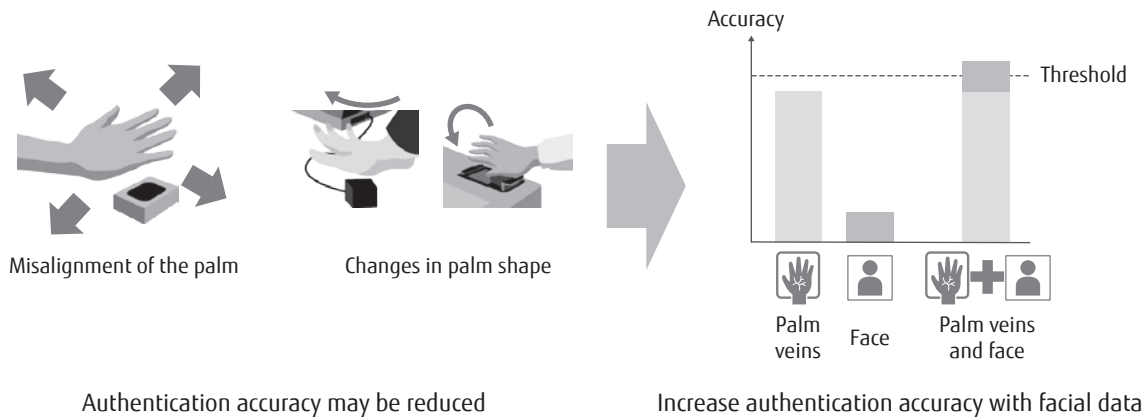 Accuracy
Threshold
Misalignment of the palm
Changes in palm shape
Palm
veins
Face
Palm veins
and face
Authentication accuracy may be reduced
Increase authentication accuracy with facial data